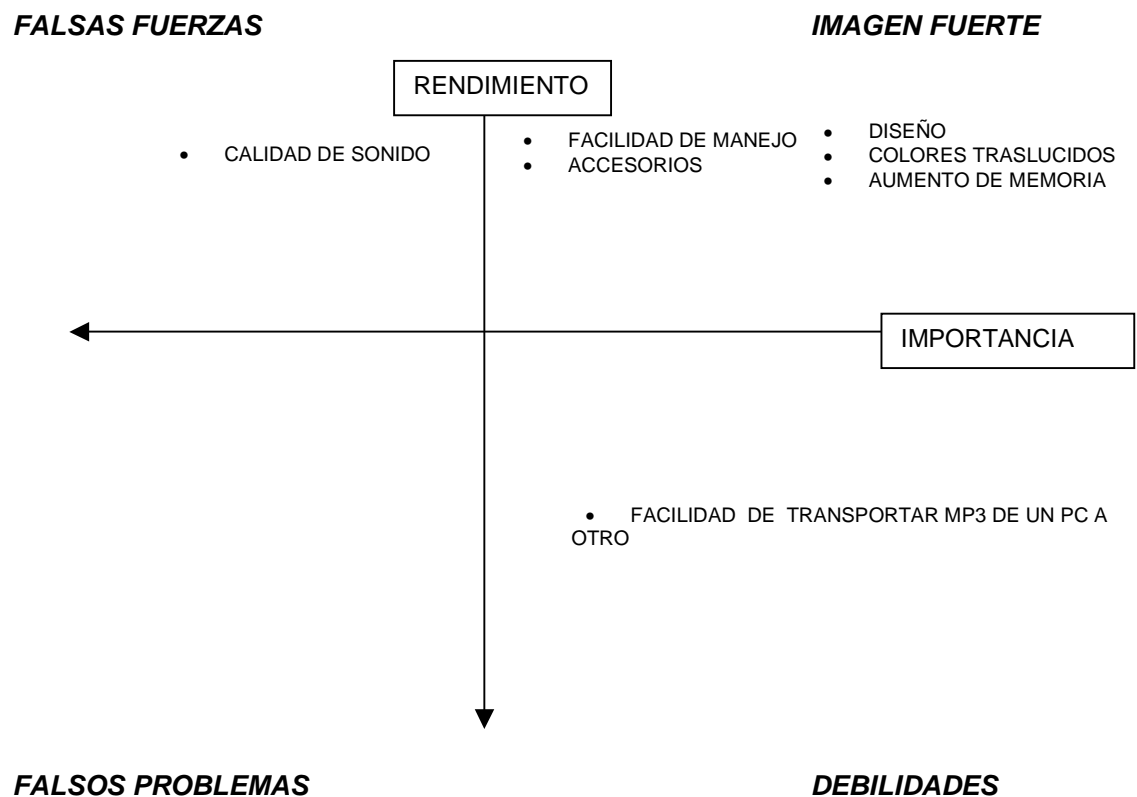 FALSAS FUERZAS
IMAGEN FUERTE
RENDIMIENTO
• CALIDAD DE SONIDO
• FACILIDAD DE MANEJO
• ACCESORIOS
• DISEÑO
• COLORES TRASLUCIDOS
• AUMENTO DE MEMORIA
IMPORTANCIA
• FACILIDAD DE TRANSPORTAR MP3 DE UN PC A
OTRO
FALSOS PROBLEMAS
DEBILIDADES